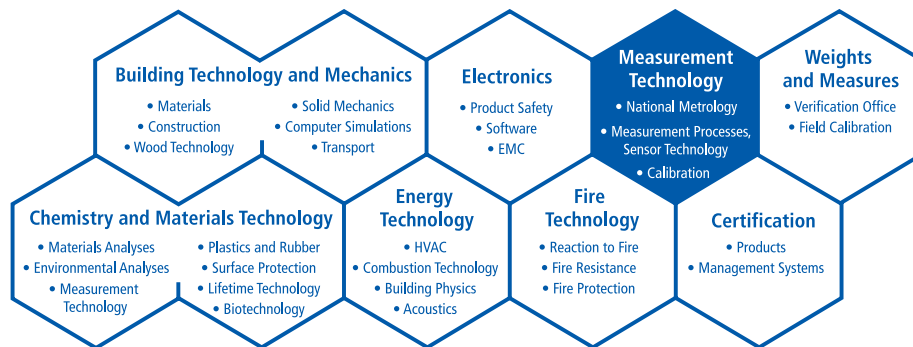 Building Technology and Mechanics
• Materials
• Construction
• Wood Technology
• Solid Mechanics
• Computer Simulations
• Transport
Electronics
• Product Safety
• Software
• EMC
Measurement
Technology
• National Metrology
• Measurement Processes,
Sensor Technology
• Calibration
Weights
and Measures
• Verification Office
• Field Calibration
Chemistry and Materials Technology
• Materials Analyses
• Environmental Analyses
• Measurement
Technology
• Plastics and Rubber
• Surface Protection
• Lifetime Technology
• Biotechnology
Energy
Technology
• HVAC
• Combustion Technology
• Building Physics
• Acoustics
Fire
Technology
• Reaction to Fire
• Fire Resistance
• Fire Protection
Certification
• Products
• Management Systems